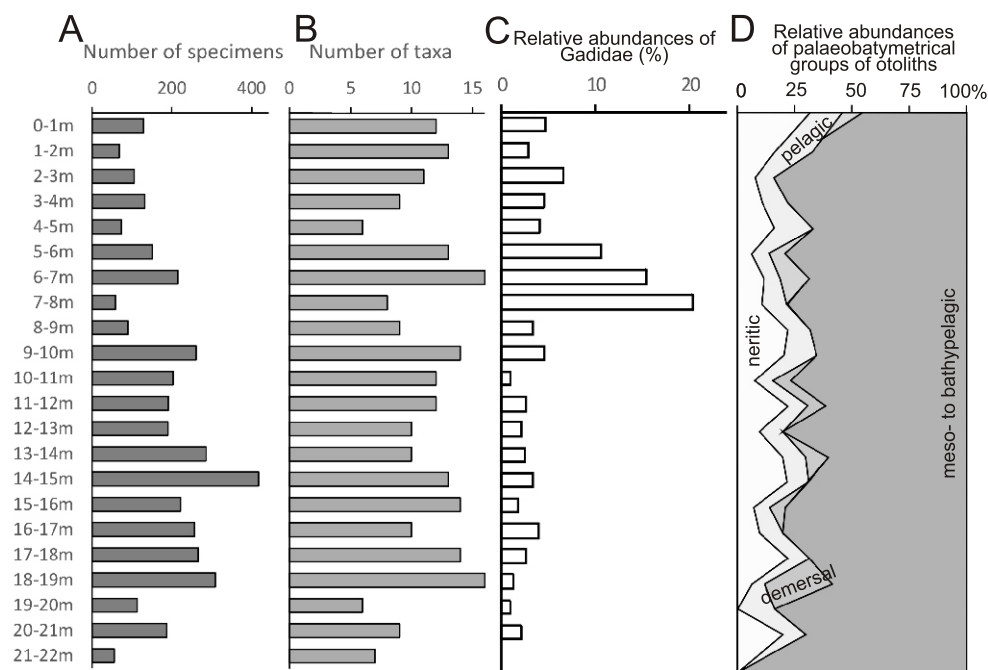 A
Number of specimens
0 200 400
B
Number of taxa
0 5 10 15
C
Relative abundances of
Gadidae (%)
0 10 20
D
Relative abundances
of palaeobatymetrical
groups of otoliths
0 25 50 75 100%
0-1m
1-2m
2-3m
3-4m
4-5m
5-6m
6-7m
7-8m
8-9m
9-10m
10-11m
11-12m
12-13m
13-14m
14-15m
15-16m
16-17m
17-18m
18-19m
19-20m
20-21m
21-22m
pelagic
neritic
demersal
meso- to bathypelagic